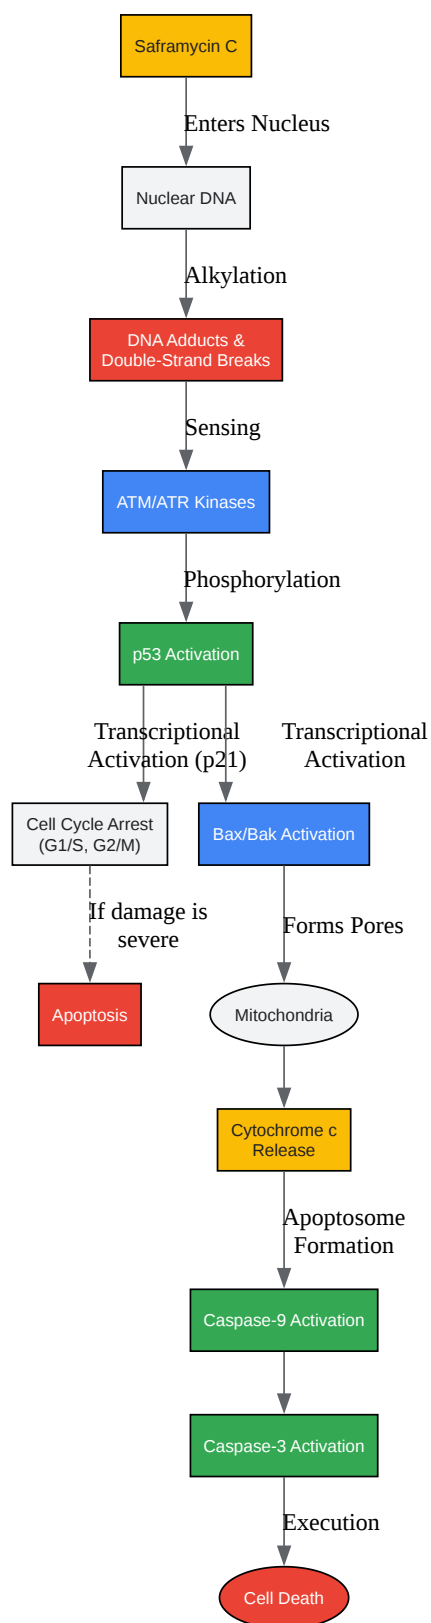 Saframycin C
Enters Nucleus
Nuclear DNA
Alkylation
DNA Adducts &
Double-Strand Breaks
Sensing
ATM/ATR Kinases
Phosphorylation
p53 Activation
Transcriptional
Activation (p21)
Transcriptional
Activation
Cell Cycle Arrest
(G1/S, G2/M)
Bax/Bak Activation
If damage is
severe
Forms Pores
Apoptosis
Mitochondria
Cytochrome c
Release
Apoptosome
Formation
Caspase-9 Activation
Caspase-3 Activation
Execution
Cell Death